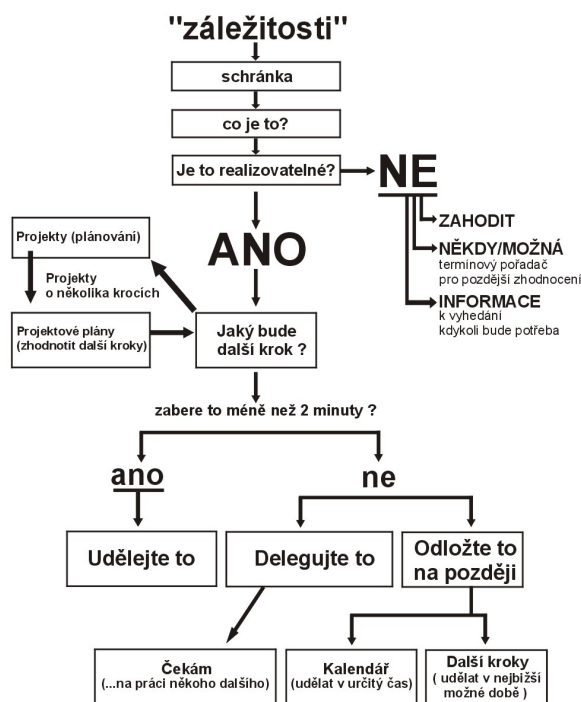 "záležitosti"
schránka
co je to?
Je to realizovatelné?
NE
ZAHODIT
NĚKDY/MOŽNÁ
termínový pořadač
pro pozdější zhodnocení
INFORMACE
k vyhedání
kdykoli bude potřeba
ANO
Projekty (plánování)
Projekty
o několika krocích
Projektové plány
(zhodnotit další kroky)
Jaký bude
další krok ?
zabere to méně než 2 minuty ?
ano
ne
Udělejte to
Delegujte to
Odložte to
na později
Čekám
(...na práci někoho dalšího)
Kalendář
(udělat v určitý čas)
Další kroky
( udělat v nejbižší
možné době )